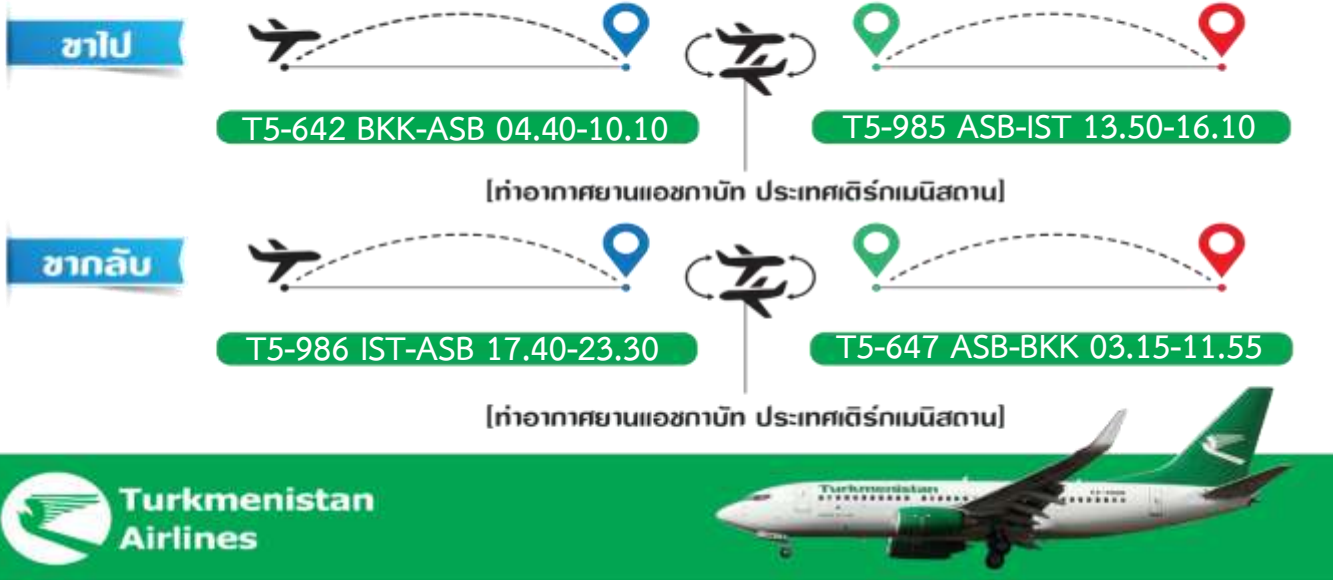 ขาไป
T5-642 BKK-ASB 04.40-10.10
T5-985 ASB-IST 13.50-16.10
[ท่าอากาศยานแอชกาบัท ประเทศเติร์กเมนิสถาน]
ขากลับ
T5-986 IST-ASB 17.40-23.30
T5-647 ASB-BKK 03.15-11.55
[ท่าอากาศยานแอชกาบัท ประเทศเติร์กเมนิสถาน]
Turkmenistan
Airlines
Turkmenistan